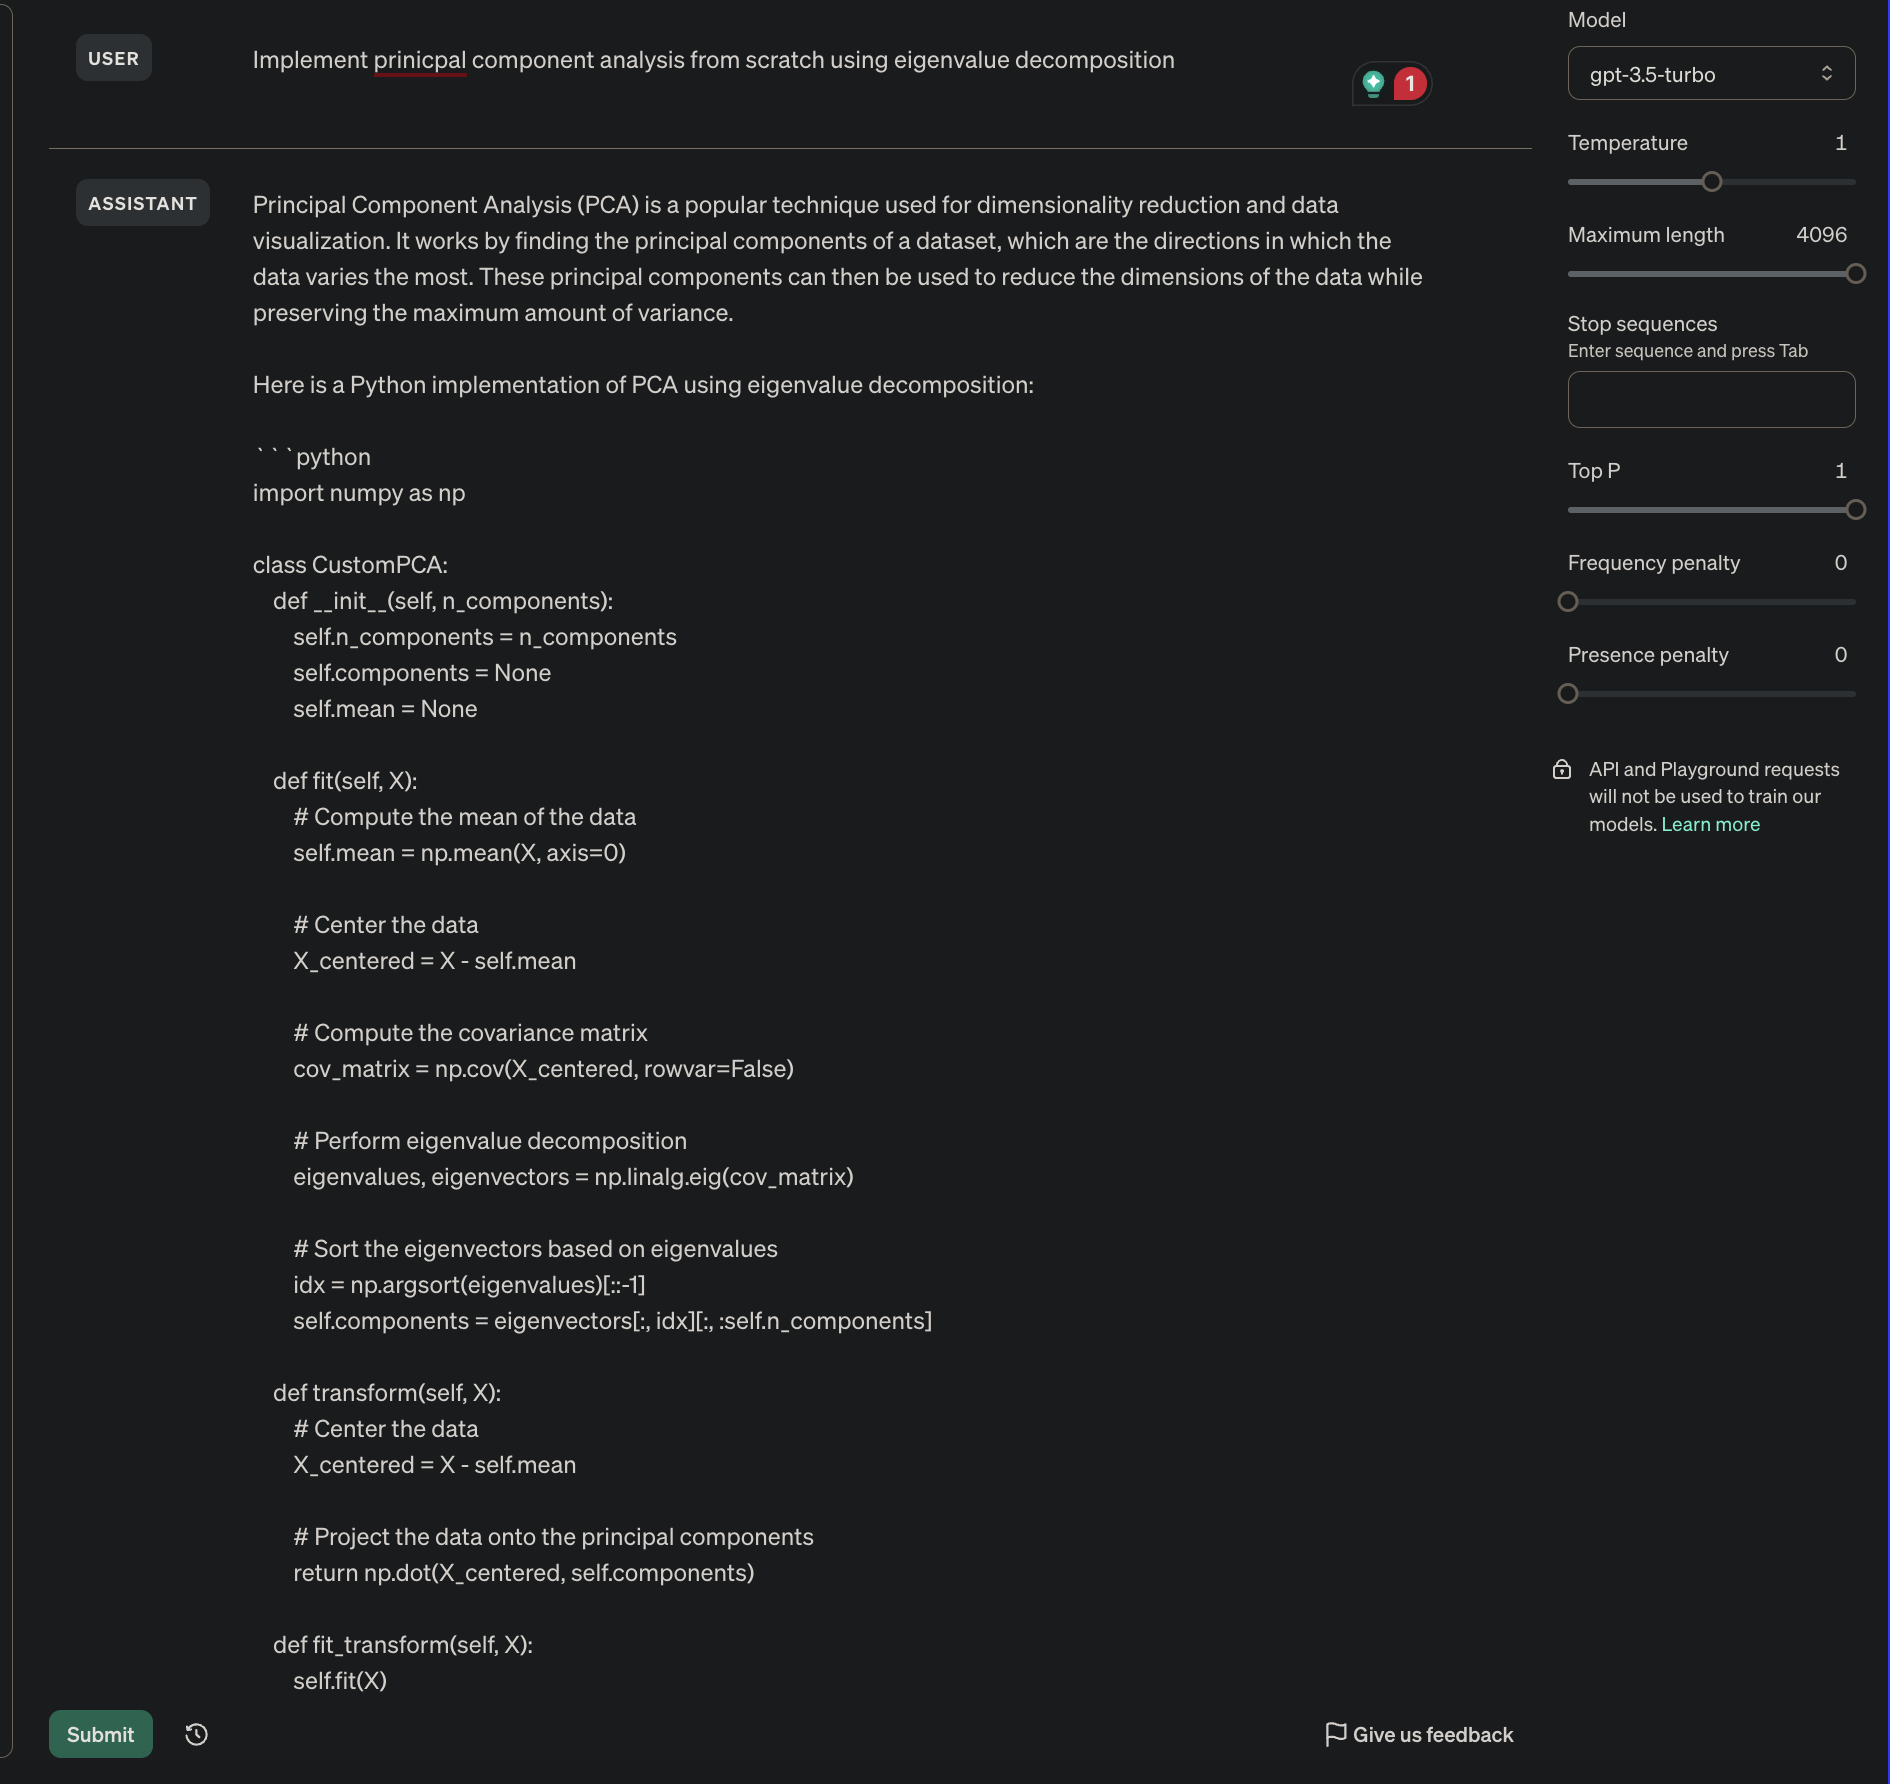 USER
Implement prinicpal component analysis from scratch using eigenvalue decomposition
1
ASSISTANT
Principal Component Analysis (PCA) is a popular technique used for dimensionality reduction and data
visualization. It works by finding the principal components of a dataset, which are the directions in which the
data varies the most. These principal components can then be used to reduce the dimensions of the data while
preserving the maximum amount of variance.
Here is a Python implementation of PCA using eigenvalue decomposition:
```python
import numpy as np
class CustomPCA:
def __init__(self, n_components):
self.n_components = n_components
self.components = None
self.mean = None
def fit(self, X):
# Compute the mean of the data
self.mean = np.mean(X, axis=0)
# Center the data
X_centered = X - self.mean
# Compute the covariance matrix
cov_matrix = np.cov(X_centered, rowvar=False)
# Perform eigenvalue decomposition
eigenvalues, eigenvectors = np.linalg.eig(cov_matrix)
# Sort the eigenvectors based on eigenvalues
idx = np.argsort(eigenvalues)[::-1]
self.components = eigenvectors[:, idx][:, :self.n_components]
def transform(self, X):
# Center the data
X_centered = X - self.mean
# Project the data onto the principal components
return np.dot(X_centered, self.components)
def fit_transform(self, X):
self.fit(X)
Submit
Give us feedback
Model
gpt-3.5-turbo
Temperature 1
Maximum length 4096
Stop sequences
Enter sequence and press Tab
Top P 1
Frequency penalty 0
Presence penalty 0
API and Playground requests
will not be used to train our
models. Learn more